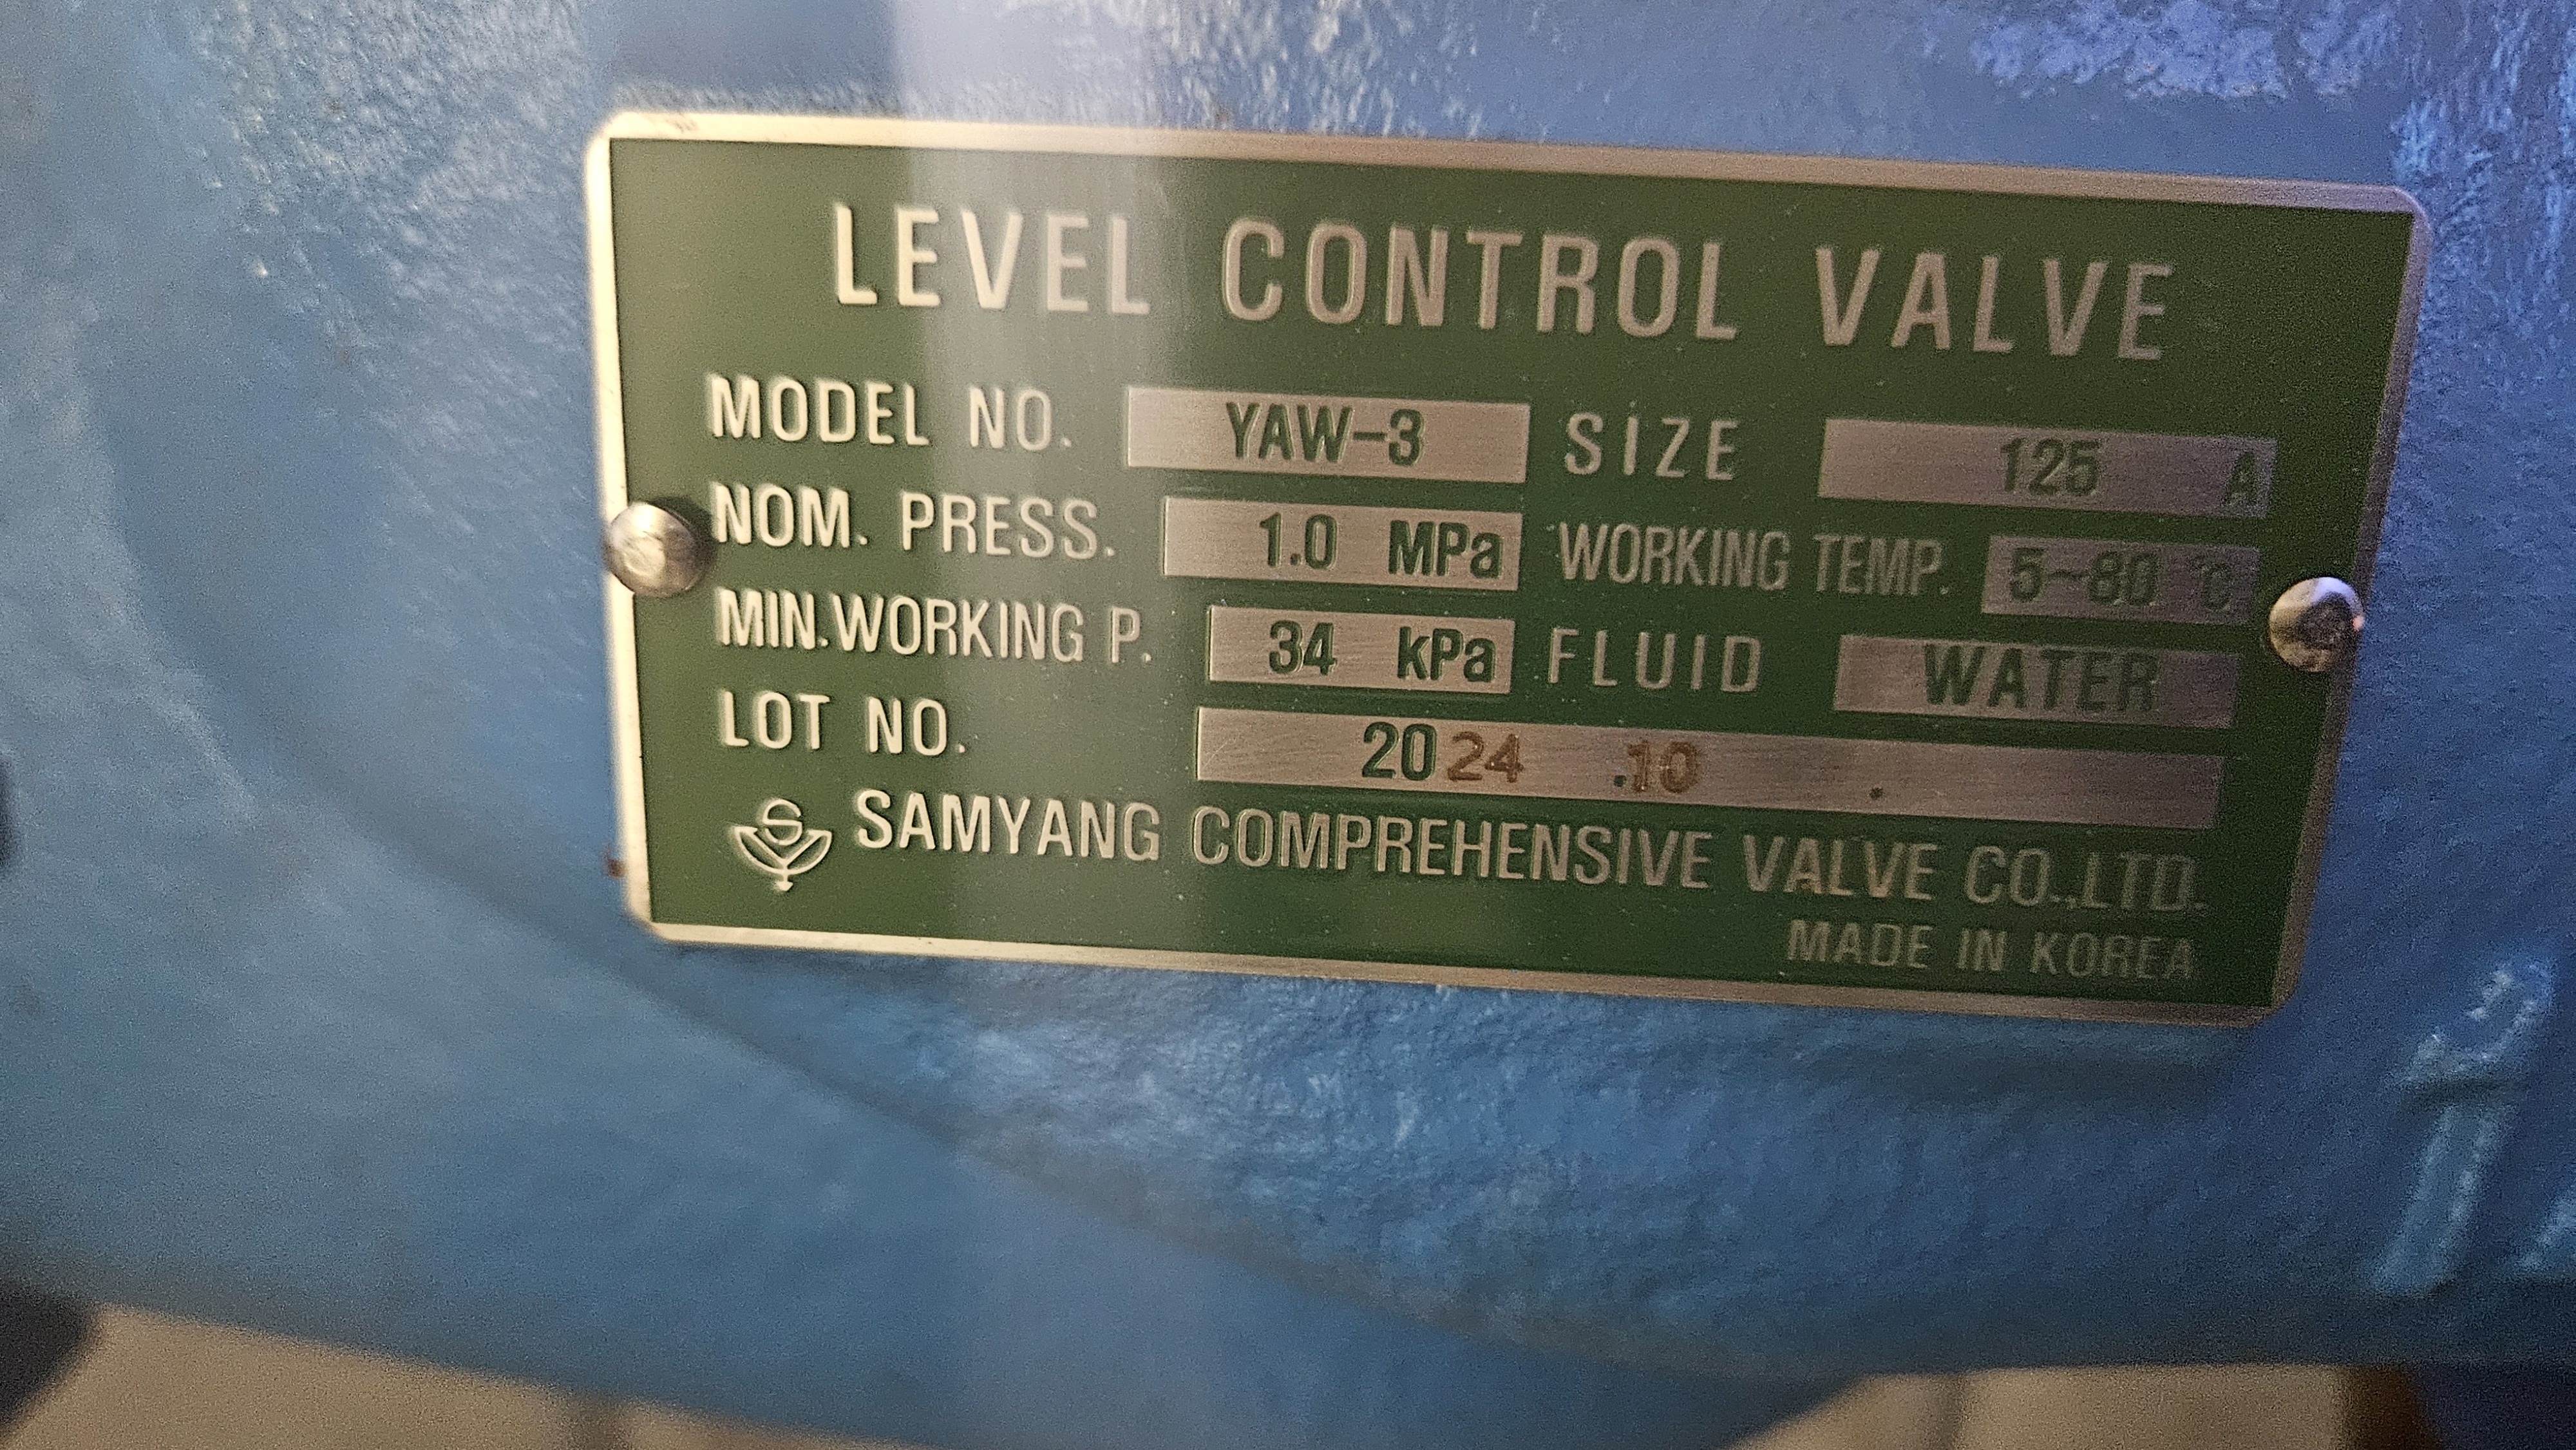 LEVEL CONTROL VALVE
MODEL NO. YAW-3 SIZE 125 A
NOM. PRESS. 1.0 MPa WORKING TEMP. 5~80 ℃
MIN.WORKING P. 34 kPa FLUID WATER
LOT NO. 2024 .10 .
S SAMYANG COMPREHENSIVE VALVE CO.,LTD.
MADE IN KOREA